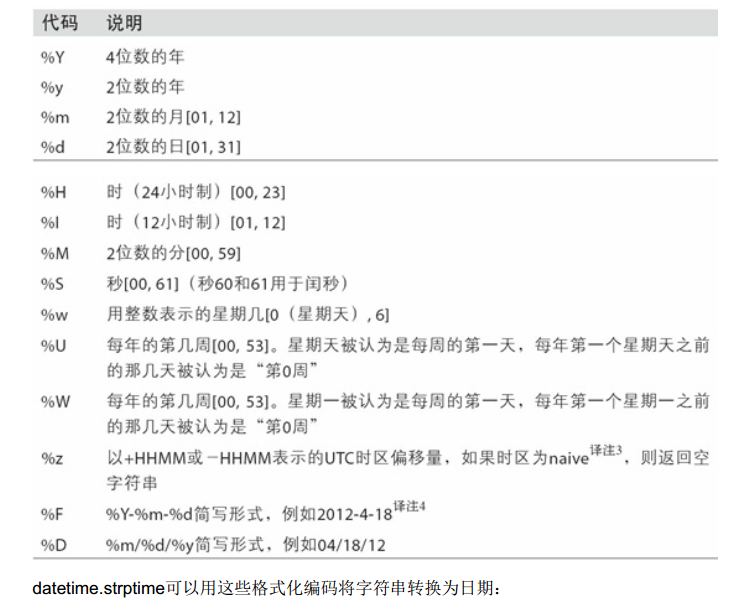 代码 说明
%Y 4位数的年
%y 2位数的年
%m 2位数的月[01, 12]
%d 2位数的日[01, 31]
%H 时（24小时制）[00, 23]
%I 时（12小时制）[01, 12]
%M 2位数的分[00, 59]
%S 秒[00, 61]（秒60和61用于闰秒）
%w 用整数表示的星期几[0（星期天）, 6]
%U 每年的第几周[00, 53]。星期天被认为是每周的第一天，每年第一个星期天之前
的那几天被认为是“第0周”
%W 每年的第几周[00, 53]。星期一被认为是每周的第一天，每年第一个星期一之前
的那几天被认为是“第0周”
%z 以+HHMM或－HHMM表示的UTC时区偏移量，如果时区为naive译注3，则返回空
字符串
%F %Y-%m-%d简写形式，例如2012-4-18译注4
%D %m/%d/%y简写形式，例如04/18/12
datetime.strptime可以用这些格式化编码将字符串转换为日期：